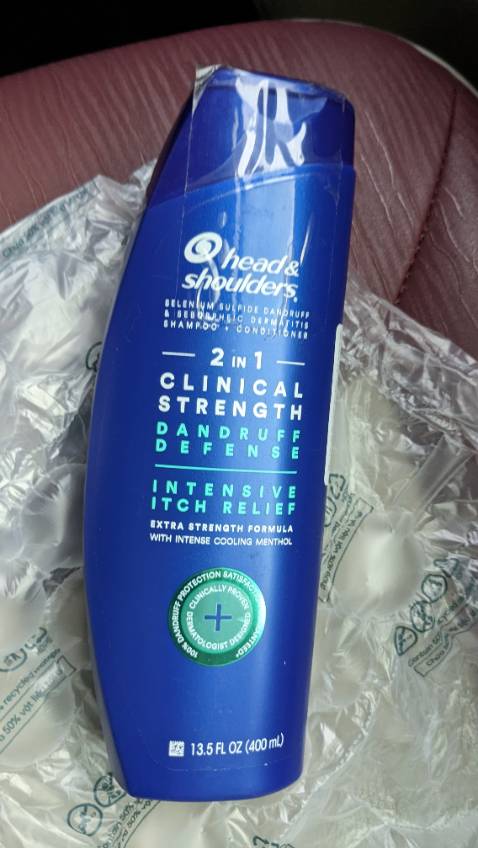 head &
shoulders
SELENIUM SULFIDE DANDRUFF
& SEBORRHEIC DERMATITIS
SHAMPOO + CONDITIONER
2 IN 1
CLINICAL
STRENGTH
DANDRUFF
DEFENSE
INTENSIVE
ITCH RELIEF
EXTRA STRENGTH FORMULA
WITH INTENSE COOLING MENTHOL
100% DANDRUFF PROTECTION
CLINICALLY PROVEN
DERMATOLOGIST DESIGNED
13.5 FL OZ (400 mL)